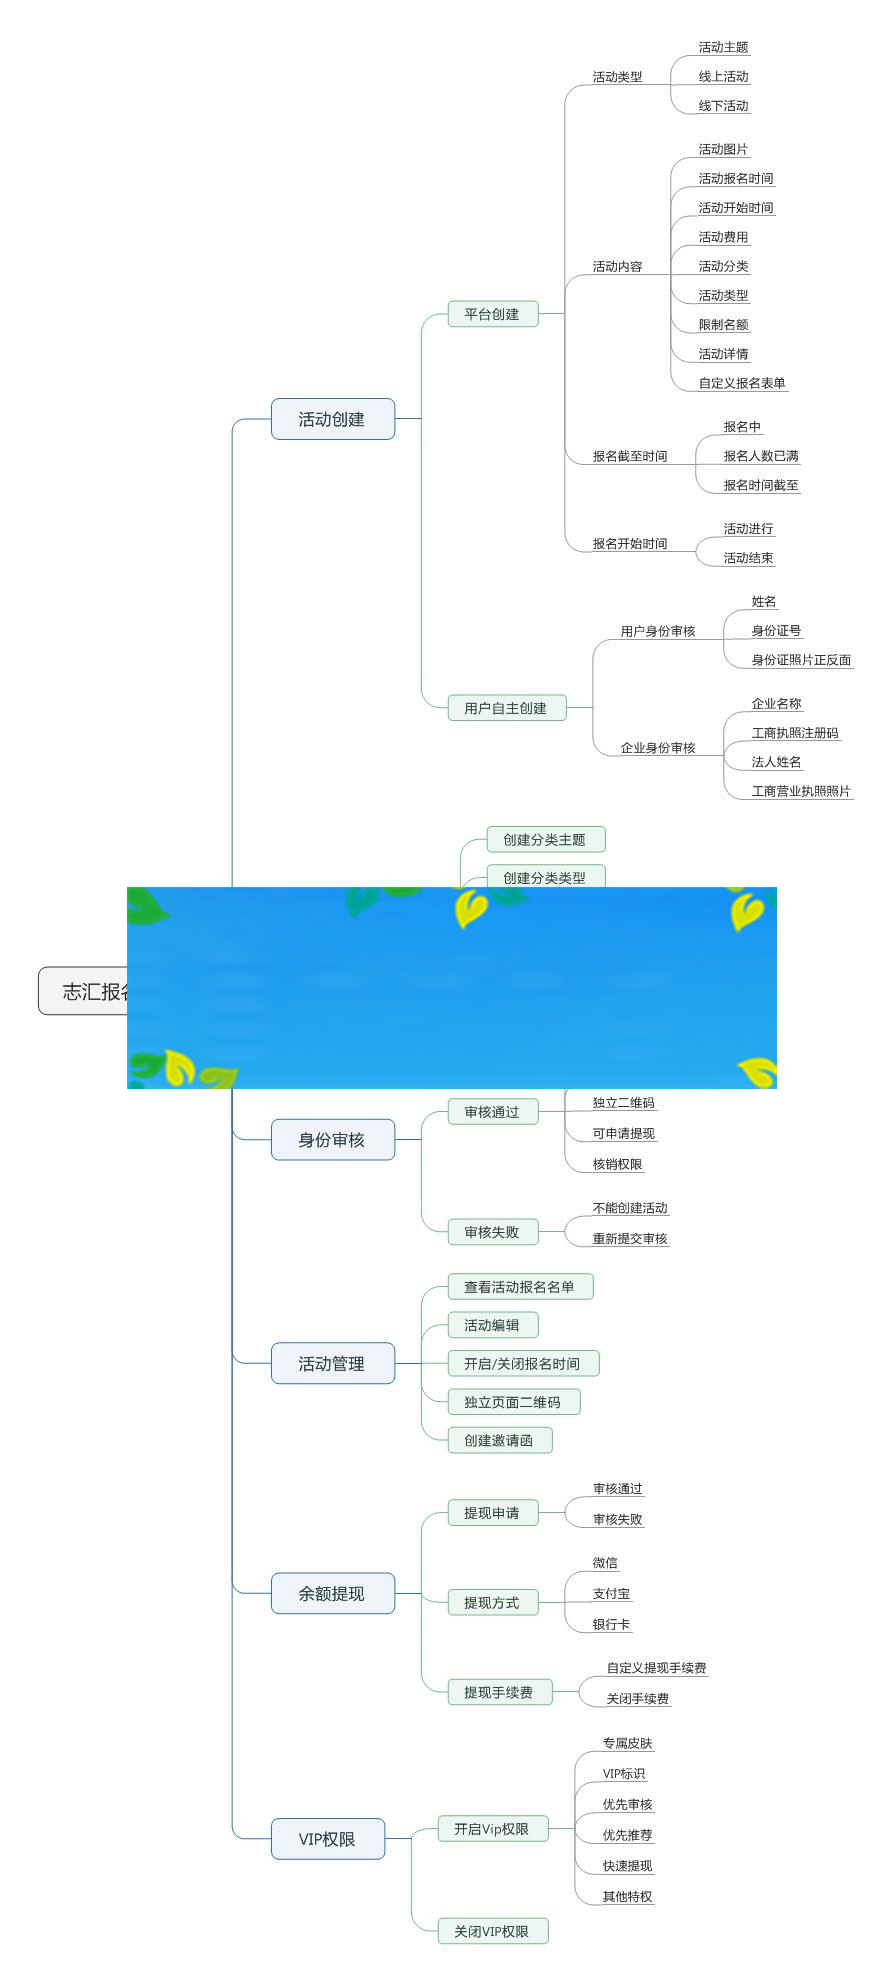 活动主题
活动类型
线上活动
线下活动
活动图片
活动报名时间
活动开始时间
活动费用
活动内容
活动分类
活动类型
限制名额
活动详情
自定义报名表单
平台创建
活动创建
报名中
报名截至时间
报名人数已满
报名时间截至
活动进行
报名开始时间
活动结束
姓名
用户身份审核
身份证号
身份证照片正反面
用户自主创建
企业名称
工商执照注册码
企业身份审核
法人姓名
工商营业执照照片
创建分类主题
创建分类类型
志汇报名
独立二维码
审核通过
可申请提现
身份审核
核销权限
不能创建活动
审核失败
重新提交审核
查看活动报名名单
活动编辑
活动管理
开启/关闭报名时间
独立页面二维码
创建邀请函
审核通过
提现申请
审核失败
微信
余额提现
提现方式
支付宝
银行卡
自定义提现手续费
提现手续费
关闭手续费
专属皮肤
VIP标识
优先审核
开启Vip权限
优先推荐
VIP权限
快速提现
其他特权
关闭VIP权限